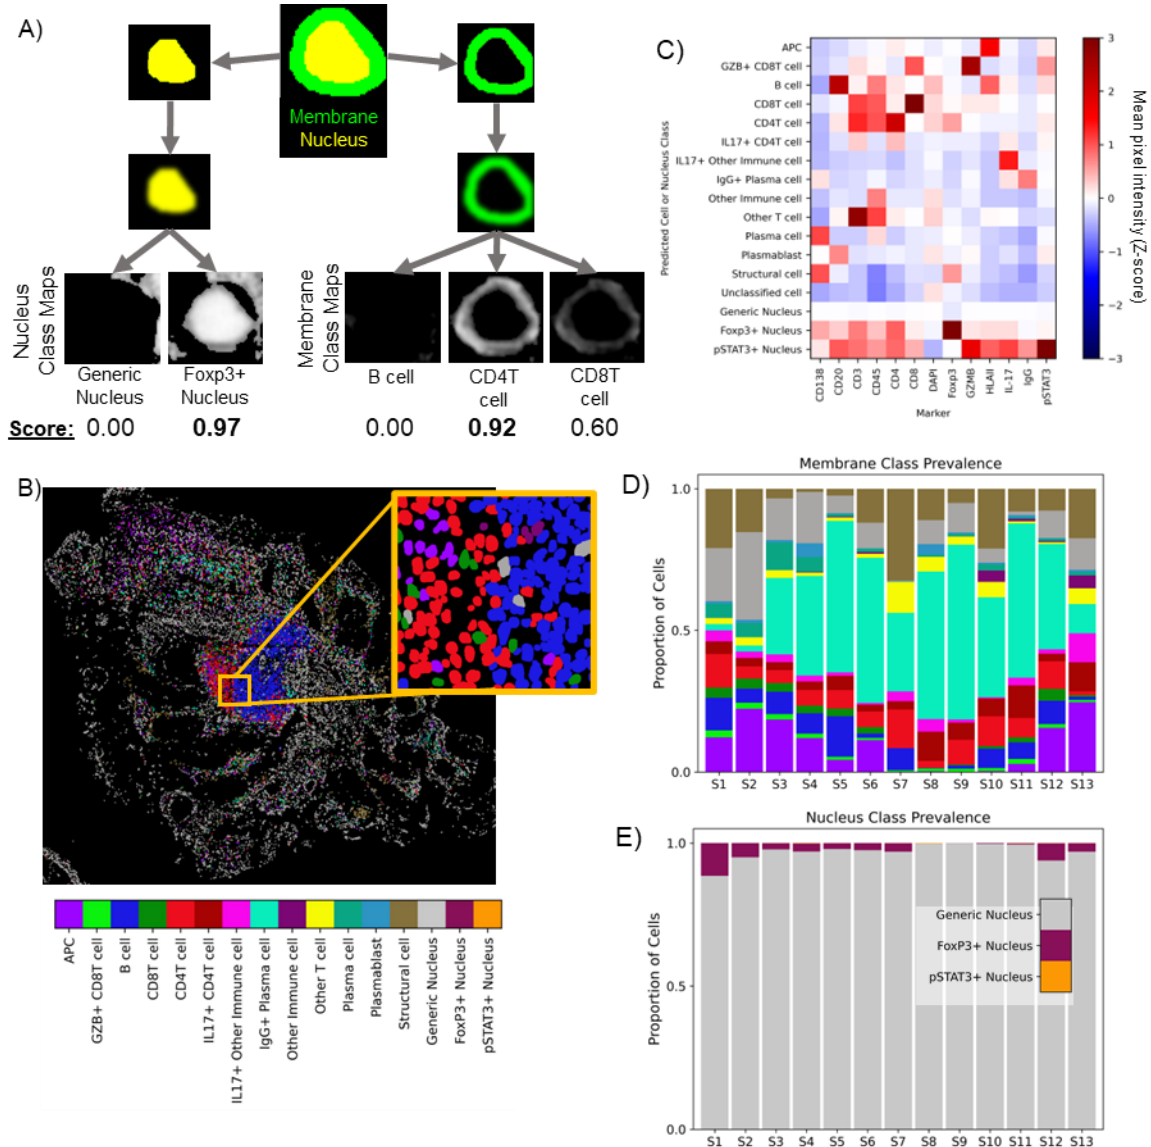 A)
Membrane
Nucleus
Nucleus
Class Maps
Membrane
Class Maps
Generic
Nucleus
Foxp3+
Nucleus
B cell
CD4T
cell
CD8T
cell
Score:
0.00
0.97
0.00
0.92
0.60
C)
Predicted Cell or Nucleus Class
APC
GZB+ CD8T cell
B cell
CD8T cell
CD4T cell
IL17+ CD4T cell
IL17+ Other Immune cell
IgG+ Plasma cell
Other Immune cell
Other T cell
Plasma cell
Plasmablast
Structural cell
Unclassified cell
Generic Nucleus
Foxp3+ Nucleus
pSTAT3+ Nucleus
CD138
CD20
CD3
CD45
CD4
CD8
DAPI
Foxp3
GZMB
HLAII
IL-17
IgG
pSTAT3
Marker
3
2
1
0
−1
−2
−3
Mean pixel intensity (Z-score)
B)
APC
GZB+ CD8T cell
B cell
CD8T cell
CD4T cell
IL17+ CD4T cell
IL17+ Other Immune cell
IgG+ Plasma cell
Other Immune cell
Other T cell
Plasma cell
Plasmablast
Structural cell
Generic Nucleus
FoxP3+ Nucleus
pSTAT3+ Nucleus
D)
Membrane Class Prevalence
Proportion of Cells
1.0
0.5
0.0
S1 S2 S3 S4 S5 S6 S7 S8 S9 S10 S11 S12 S13
E)
Nucleus Class Prevalence
Proportion of Cells
1.0
0.5
0.0
Generic Nucleus
FoxP3+ Nucleus
pSTAT3+ Nucleus
S1 S2 S3 S4 S5 S6 S7 S8 S9 S10 S11 S12 S13